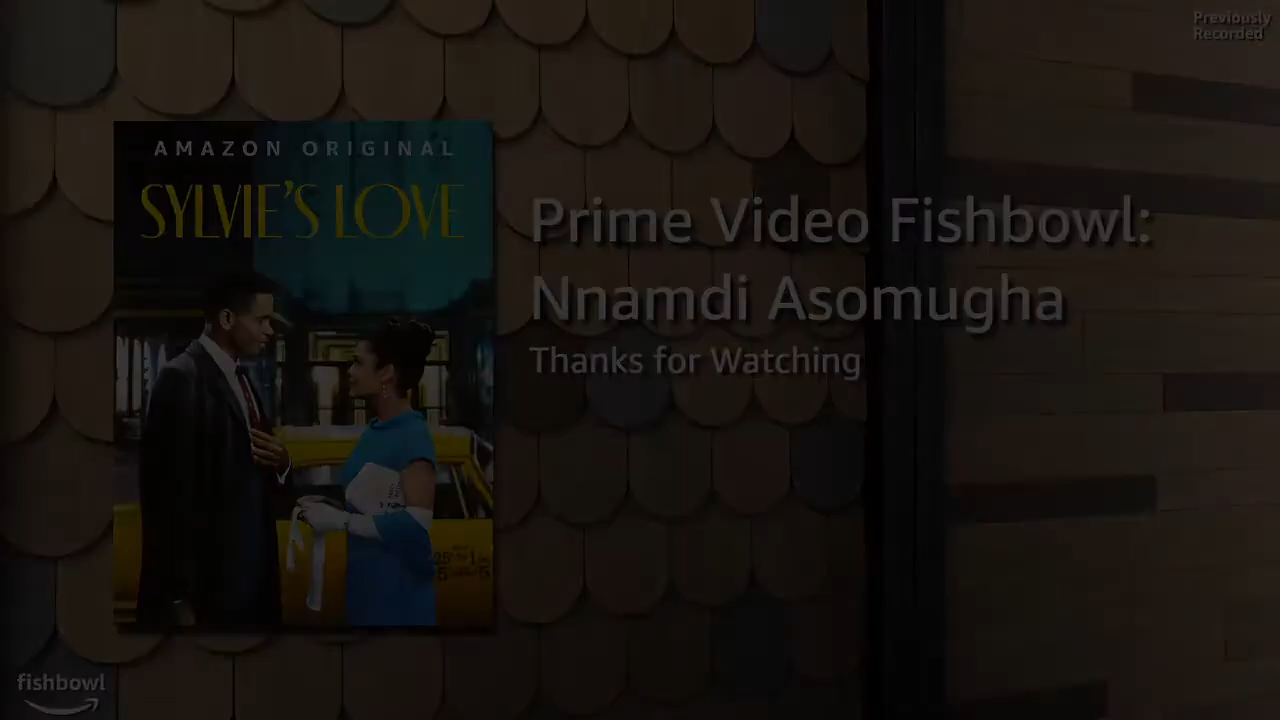 Previously
Recorded
AMAZON ORIGINAL
SYLVIE'S LOVE
Prime Video Fishbowl:
Nnamdi Asomugha
Thanks for Watching
fishbowl